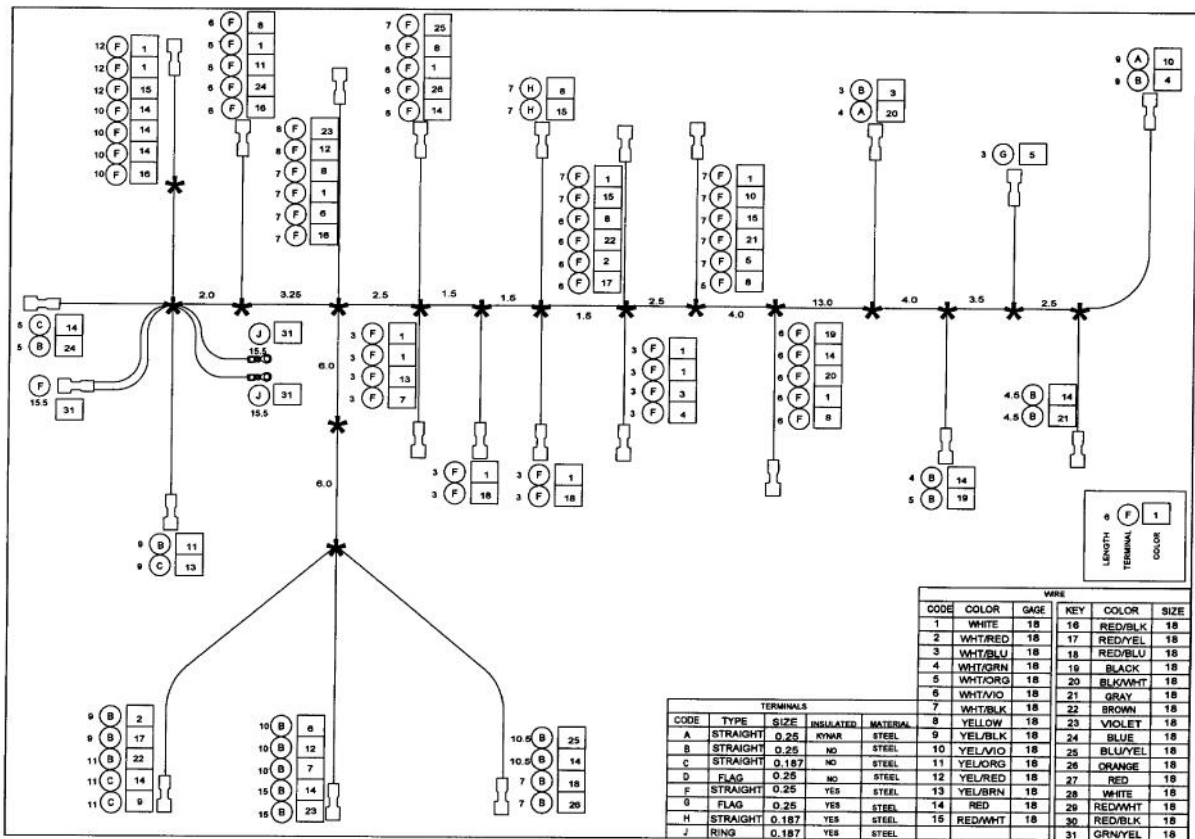 12 F 1
12 F 1
12 F 15
10 F 14
10 F 14
10 F 14
10 F 16
6 F 8
6 F 1
6 F 11
6 F 24
6 F 16
8 F 23
8 F 12
7 F 8
7 F 1
7 F 6
7 F 16
7 F 25
6 F 8
6 F 1
6 F 26
5 F 14
7 H 8
7 H 15
7 F 1
7 F 15
6 F 8
6 F 22
6 F 2
6 F 17
7 F 1
7 F 10
7 F 15
7 F 21
7 F 5
5 F 8
3 B 3
4 A 20
3 G 5
9 A 10
9 B 4
2.0 3.25 2.5 1.5 1.5 1.5 2.5 4.0 13.0 4.0 3.5 2.5
5 C 14
5 B 24
F
15.5
31
J 31
15.5
J 31
15.5
6.0
6.0
3 F 1
3 F 1
3 F 13
3 F 7
3 F 1
3 F 18
3 F 1
3 F 18
3 F 1
3 F 1
3 F 3
3 F 4
6 F 19
6 F 14
6 F 20
6 F 1
6 F 8
4 B 14
5 B 19
4.5 B 14
4.5 B 21
9 B 11
9 C 13
9 B 2
9 B 17
11 B 22
11 C 14
11 C 9
10 B 6
10 B 12
10 B 7
15 B 14
15 B 23
10.5 B 25
10.5 B 14
7 B 18
7 B 26
6 F 1
LENGTH
TERMINAL
COLOR
WIRE
CODE COLOR GAGE KEY COLOR SIZE
1 WHITE 18 16 RED/BLK 18
2 WHT/RED 18 17 RED/YEL 18
3 WHT/BLU 18 18 RED/BLU 18
4 WHT/GRN 18 19 BLACK 18
5 WHT/ORG 18 20 BLK/WHT 18
6 WHT/VIO 18 21 GRAY 18
7 WHT/BLK 18 22 BROWN 18
8 YELLOW 18 23 VIOLET 18
9 YEL/BLK 18 24 BLUE 18
10 YEL/VIO 18 25 BLU/YEL 18
11 YEL/ORG 18 26 ORANGE 18
12 YEL/RED 18 27 RED 18
13 YEL/BRN 18 28 WHITE 18
14 RED 18 29 RED/WHT 18
15 RED/WHT 18 30 RED/BLK 18
31 GRN/YEL 18
TERMINALS
CODE TYPE SIZE INSULATED MATERIAL
A STRAIGHT 0.25 KYNAR STEEL
B STRAIGHT 0.25 NO STEEL
C STRAIGHT 0.187 NO STEEL
D FLAG 0.25 NO STEEL
F STRAIGHT 0.25 YES STEEL
G FLAG 0.25 YES STEEL
H STRAIGHT 0.187 YES STEEL
J RING 0.187 YES STEEL